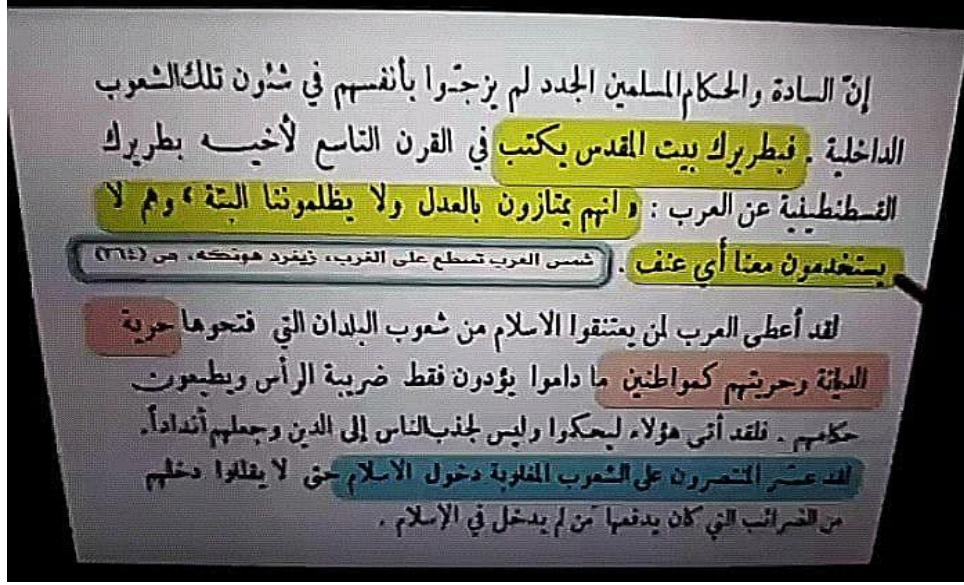 إنّ السادة والحكام المسلمين الجدد لم يزجّوا بأنفسهم في شئون تلك الشعوب
الداخلية . فبطريرك بيت المقدس يكتب في القرن التاسع لأخيه بطريرك
القسطنطينية عن العرب : « انهم يمتازون بالعدل ولا يظلموننا البتة ، وهم لا
يستخدمون معنا أي عنف .
شمس العرب تسطع على الغرب، زيغرد هونكه، ص (٣٦٤)
لقد أعطى العرب لمن يعتنقوا الاسلام من شعوب البلدان التي فتحوها حرية
الديانة وحريتهم كمواطنين ما داموا يؤدون فقط ضريبة الرأس ويطيعون
حكامهم . فلقد أتى هؤلاء ليحكموا وليس لجذب الناس إلى الدين وجعلهم أنداداً.
لقد عسّر المنتصرون على الشعوب المغلوبة دخول الاسلام حتى لا يقللوا دخلهم
من الضرائب التي كان يدفعها مَن لم يدخل في الإسلام .